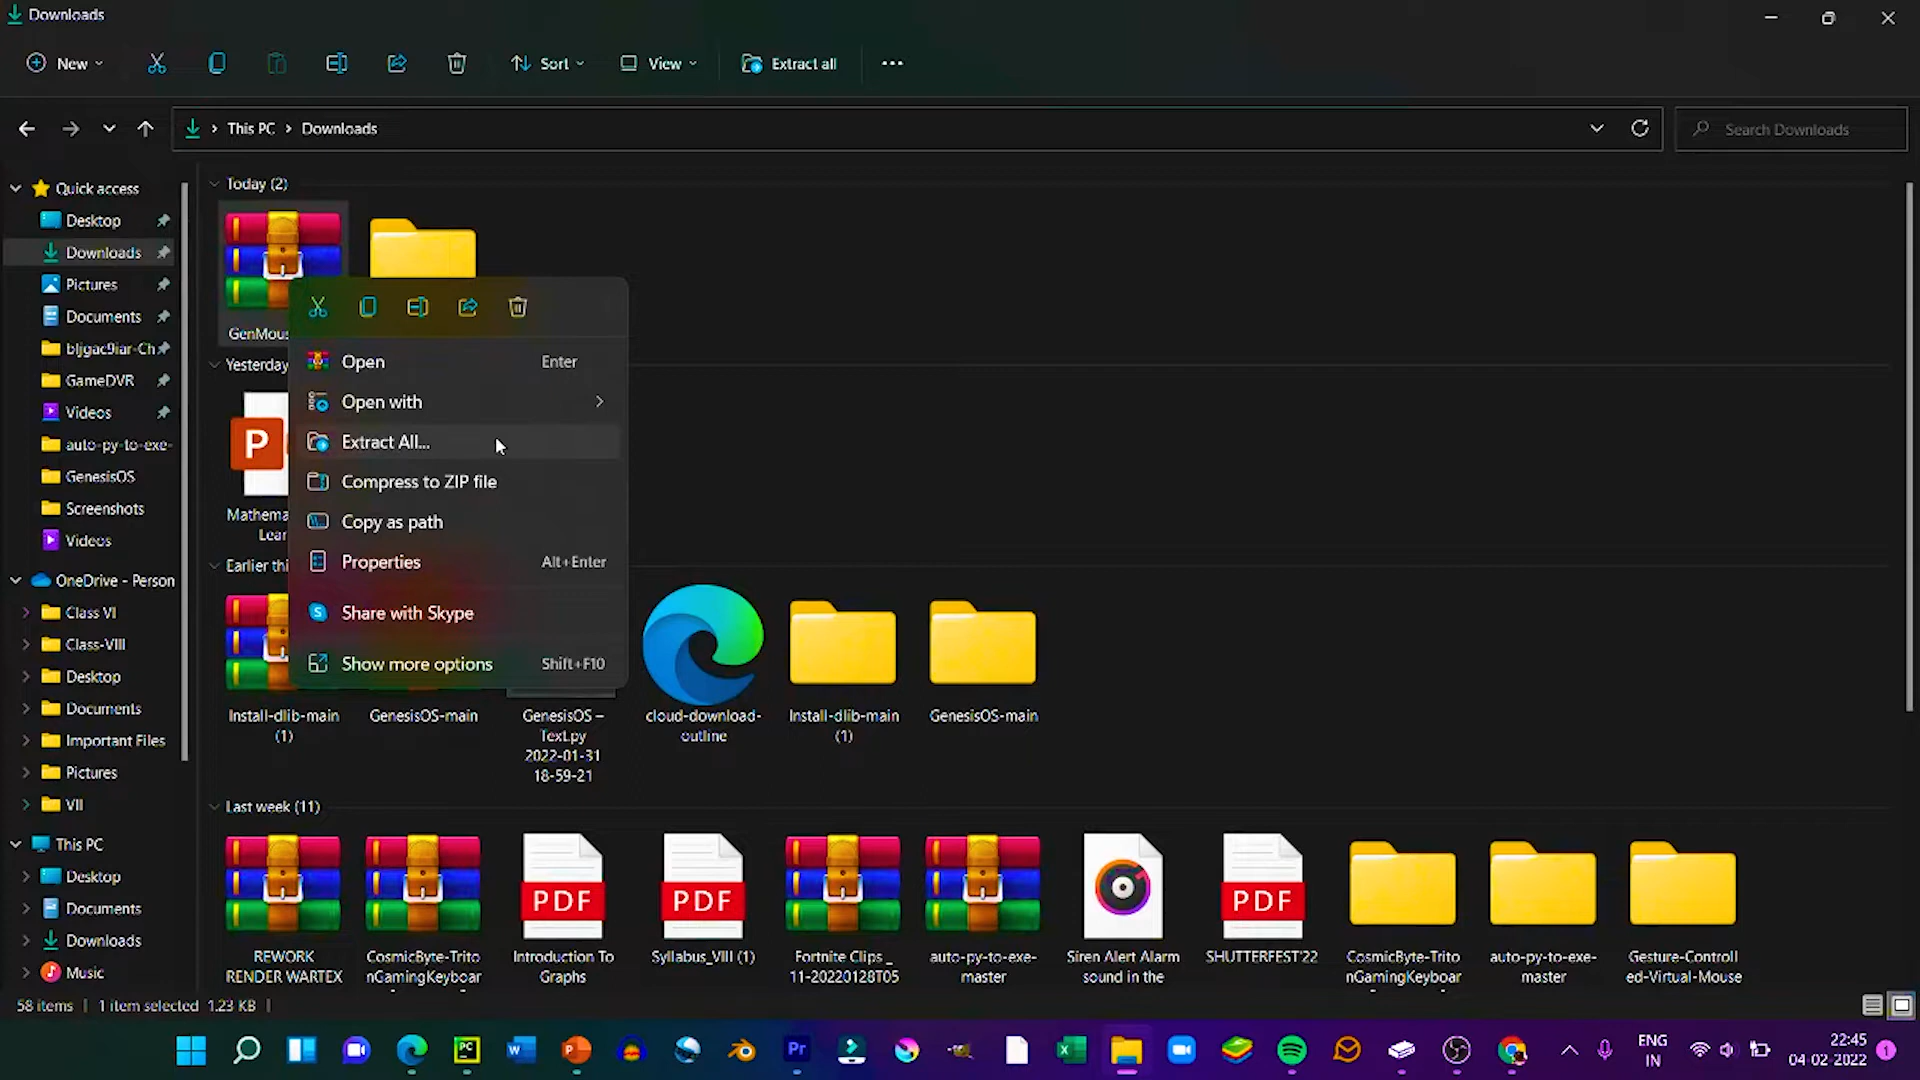 Downloads
New
Sort
View
Extract all
This PC
Downloads
Search Downloads
Quick access
Desktop
Downloads
Pictures
Documents
bljgac9iar-Ch
GameDVR
Videos
auto-py-to-exe-
GenesisOS
Screenshots
Videos
OneDrive - Person
Class VI
Class-VIII
Desktop
Documents
Important Files
Pictures
VII
This PC
Desktop
Documents
Downloads
Music
Today (2)
GenMous
Yesterday
P
Mathema
Lear
Earlier thi
Open Enter
Open with
Extract All...
Compress to ZIP file
Copy as path
Properties Alt+Enter
S Share with Skype
Show more options Shift+F10
Install-dlib-main
(1)
GenesisOS-main
GenesisOS –
Text.py
2022-01-31
18-59-21
cloud-download-
outline
Install-dlib-main
(1)
GenesisOS-main
Last week (11)
REWORK
RENDER WARTEX
CosmicByte-Trito
nGamingKeyboar
PDF
Introduction To
Graphs
PDF
Syllabus_VIII (1)
Fortnite Clips _
11-20220128T05
auto-py-to-exe-
master
Siren Alert Alarm
sound in the
PDF
SHUTTERFEST'22
CosmicByte-Trito
nGamingKeyboar
auto-py-to-exe-
master
Gesture-Controll
ed-Virtual-Mouse
58 items
1 item selected 1.23 KB
PC
W
P
Pr
X
ENG
IN
22:45
04-02-2022
1